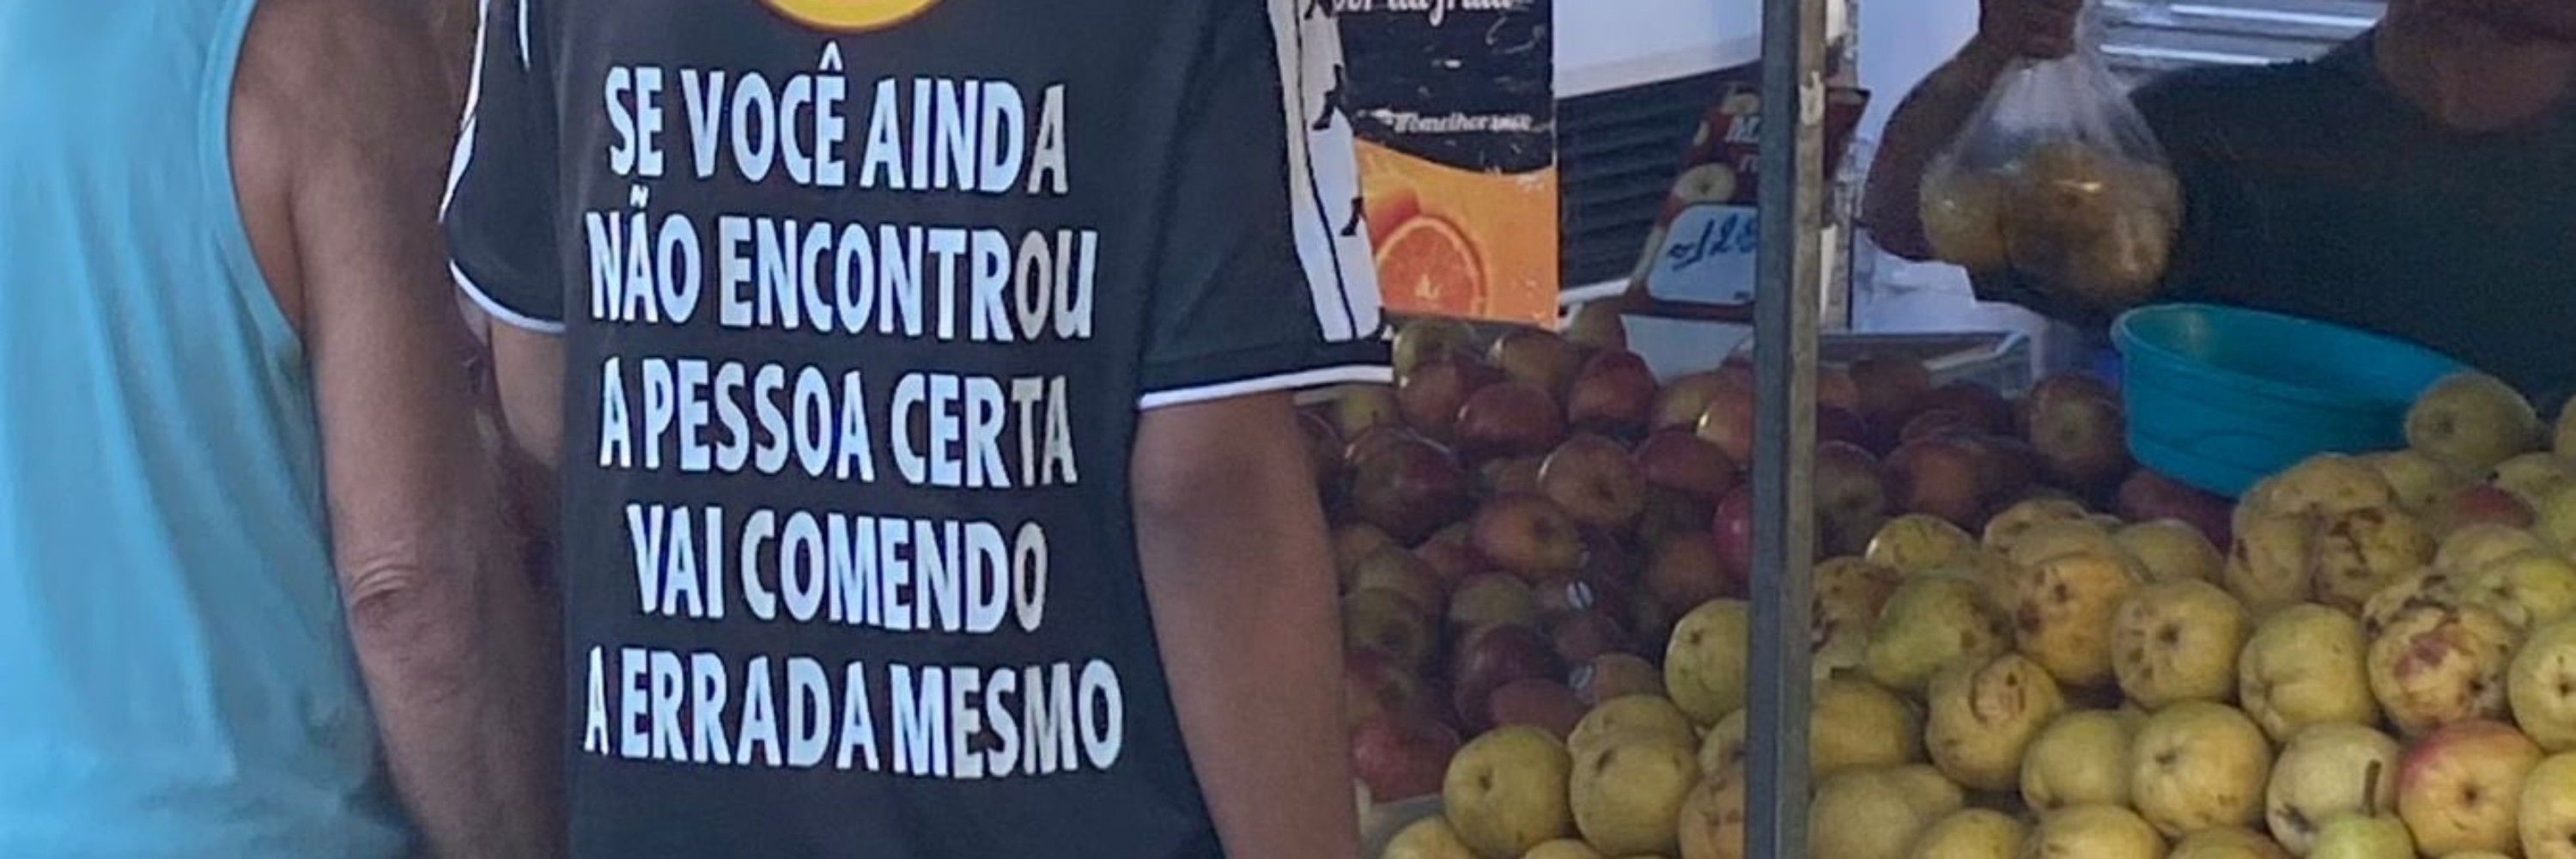 SE VOCÊ AINDA
NÃO ENCONTROU
A PESSOA CERTA
VAI COMENDO
A ERRADA MESMO